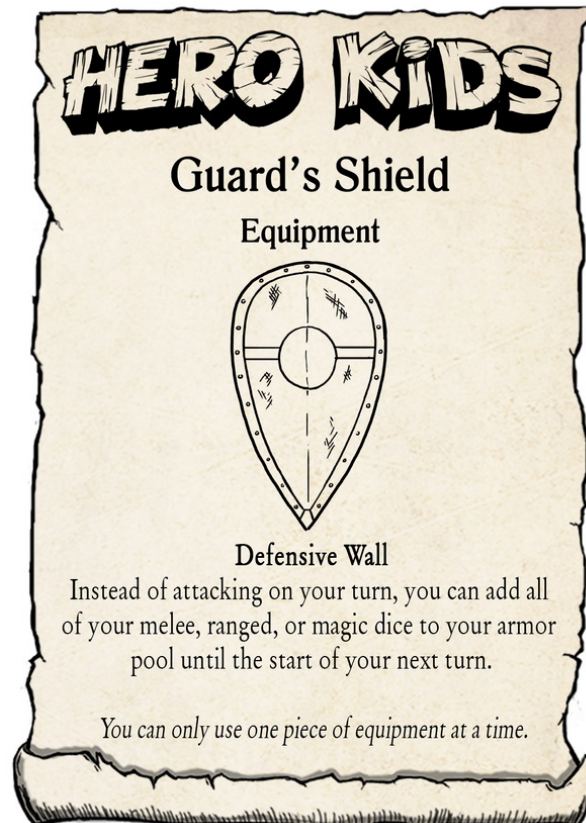 HERO KiDS
Guard's Shield
Equipment
Defensive Wall
Instead of attacking on your turn, you can add all
of your melee, ranged, or magic dice to your armor
pool until the start of your next turn.
You can only use one piece of equipment at a time.